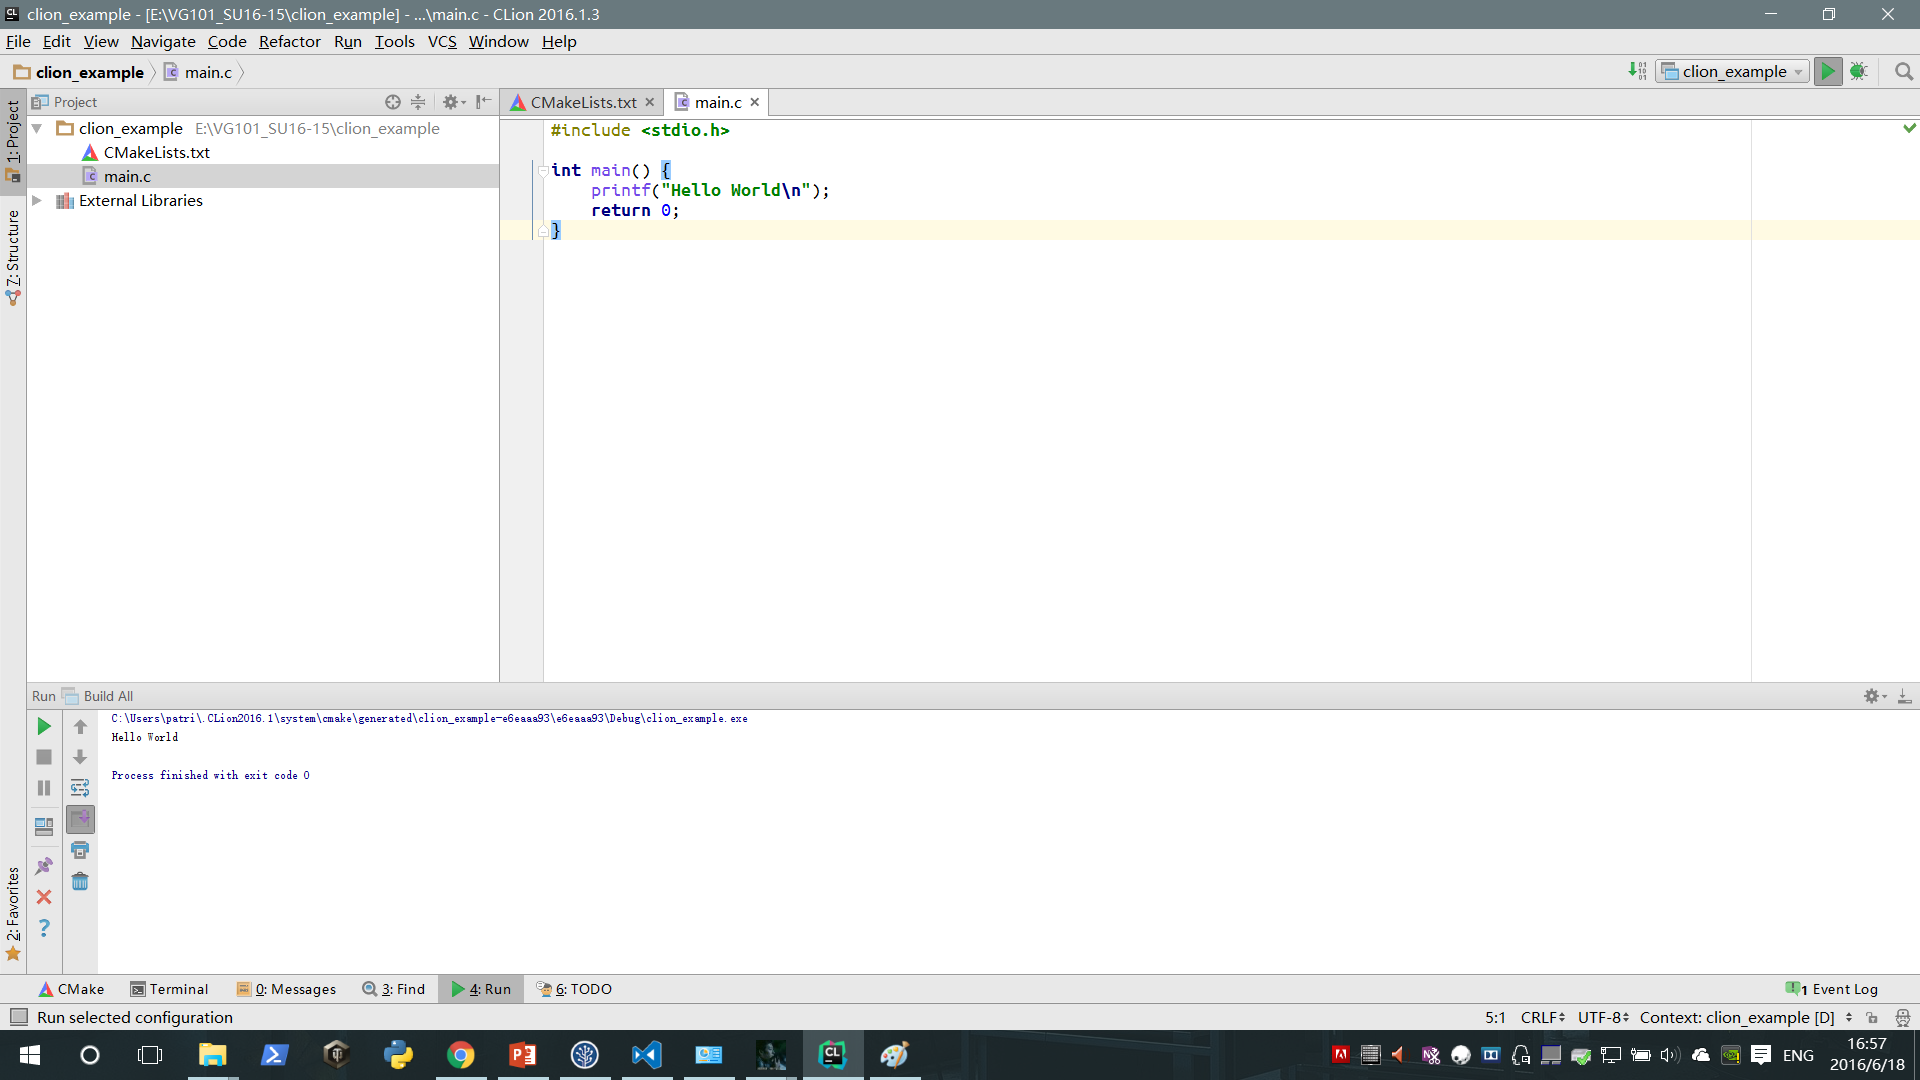 clion_example - [E:\VG101_SU16-15\clion_example] - ...\main.c - CLion 2016.1.3
File Edit View Navigate Code Refactor Run Tools VCS Window Help
clion_example main.c
clion_example
1: Project
Project
CMakeLists.txt main.c
clion_example E:\VG101_SU16-15\clion_example
CMakeLists.txt
main.c
External Libraries
7: Structure
#include <stdio.h>
int main() {
printf("Hello World\n");
return 0;
}
Run Build All
C:\Users\patri\.CLion2016.1\system\cmake\generated\clion_example-e6eaaa93\e6eaaa93\Debug\clion_example.exe
Hello World
Process finished with exit code 0
2: Favorites
CMake Terminal 0: Messages 3: Find 4: Run 6: TODO 1 Event Log
Run selected configuration 5:1 CRLF UTF-8 Context: clion_example [D]
ENG 16:57
2016/6/18